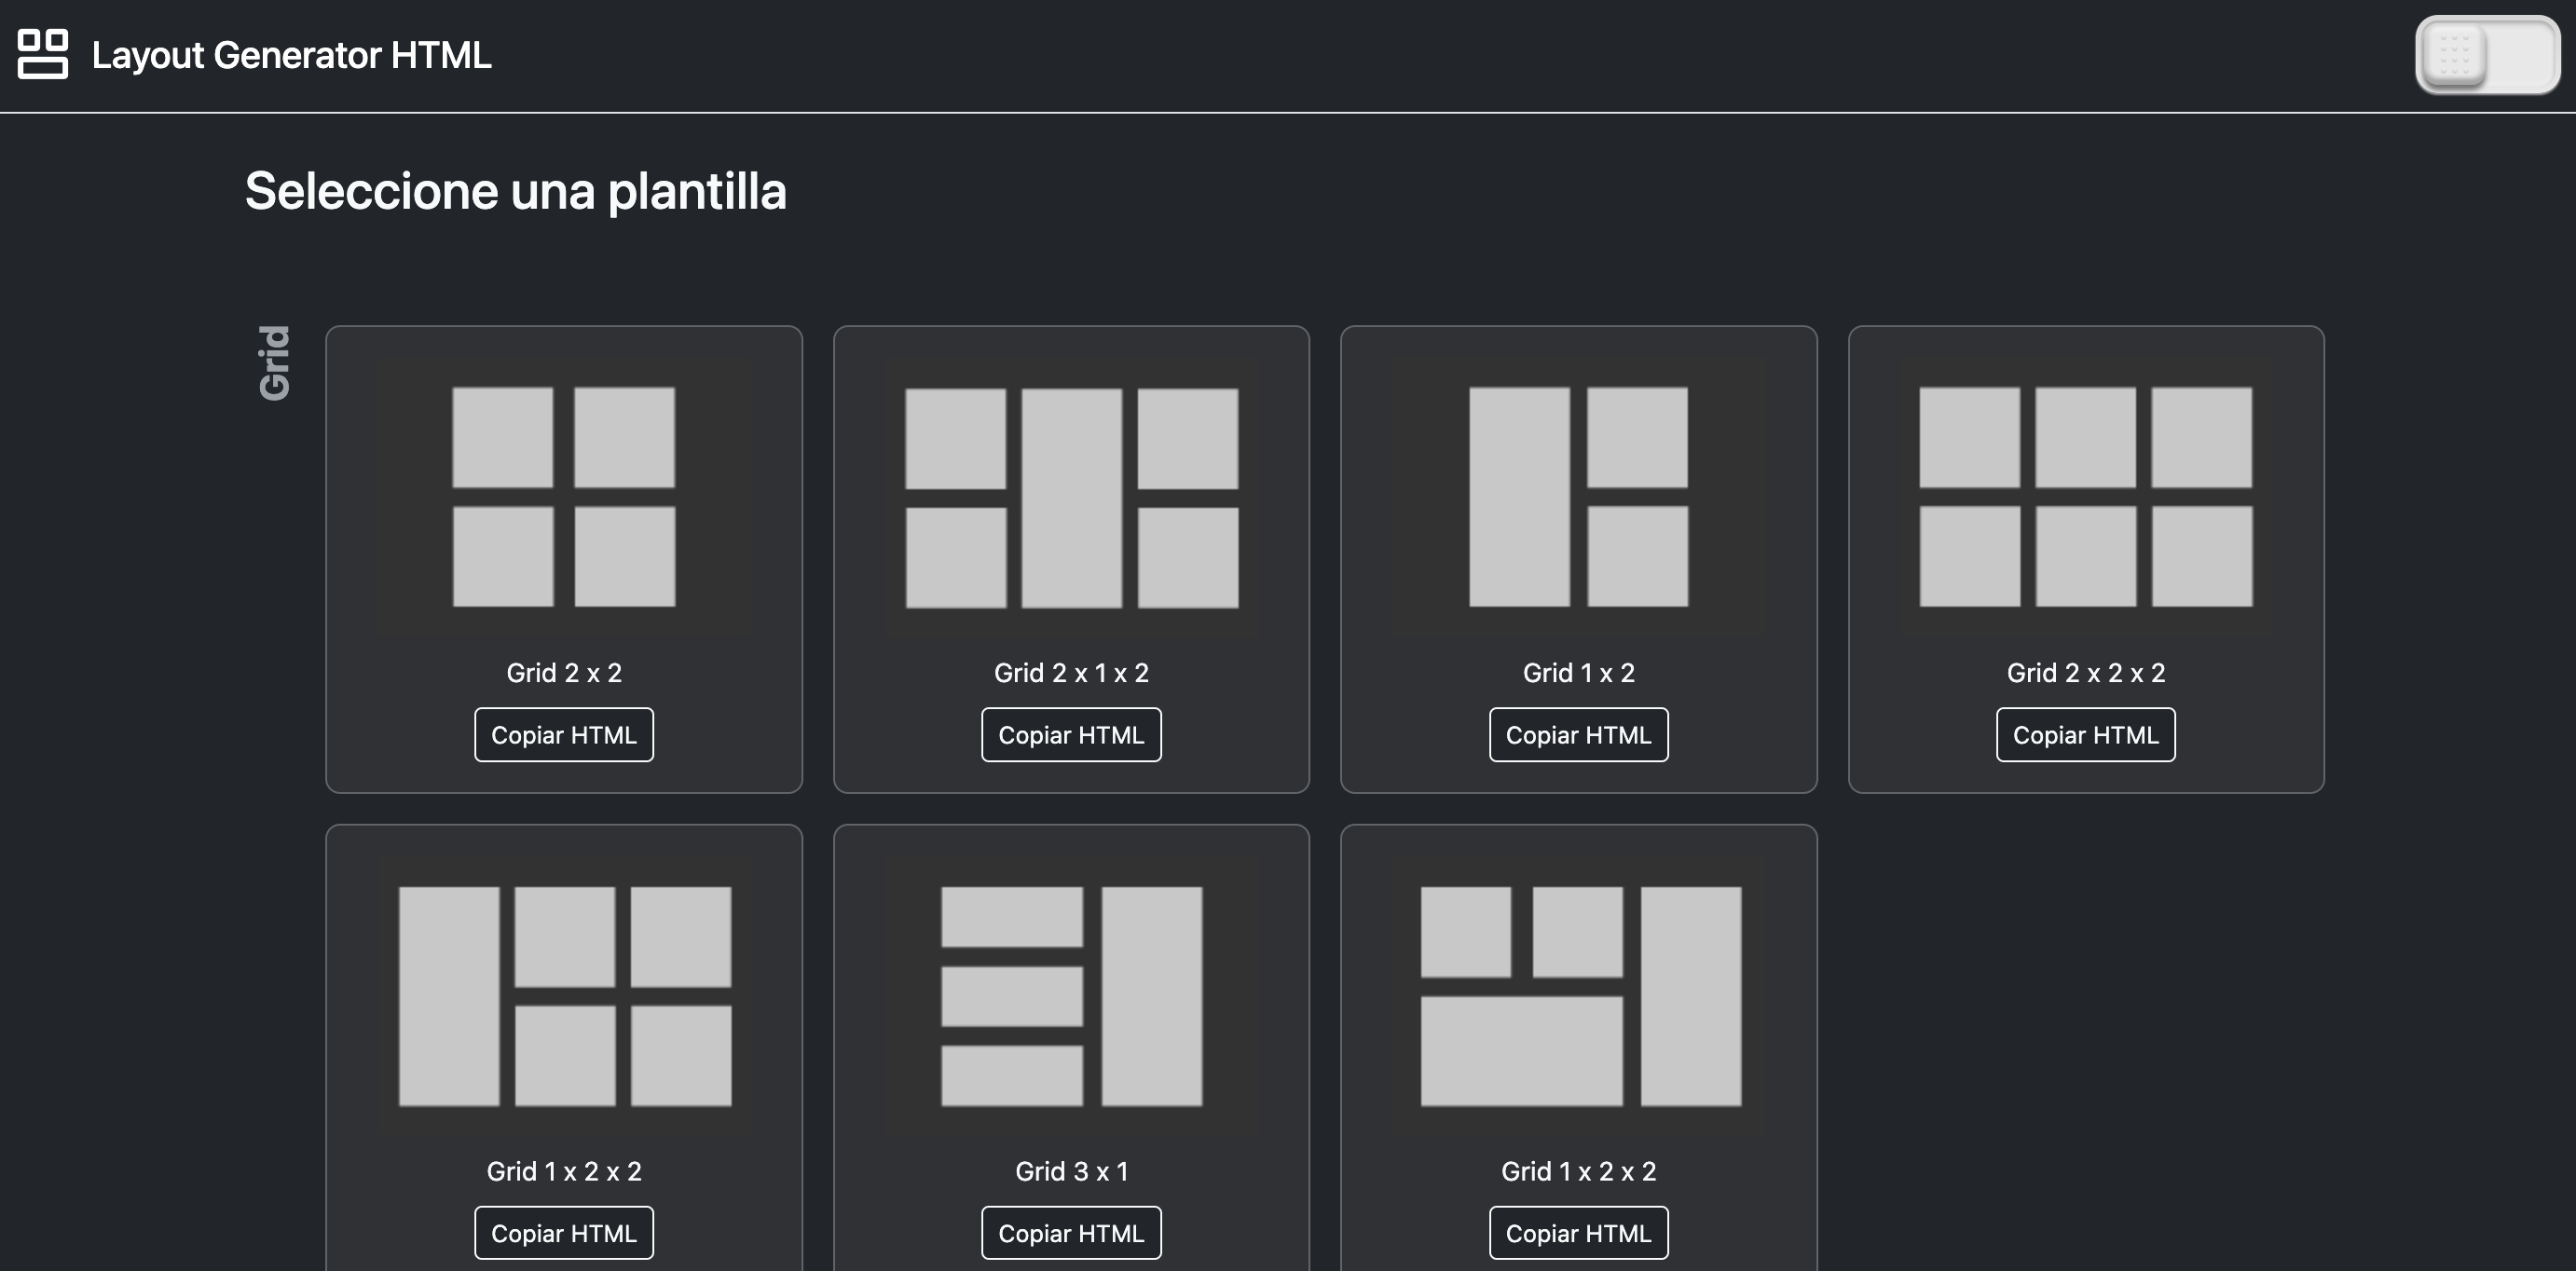 Layout Generator HTML
Seleccione una plantilla
Grid
Grid 2 x 2
Copiar HTML
Grid 2 x 1 x 2
Copiar HTML
Grid 1 x 2
Copiar HTML
Grid 2 x 2 x 2
Copiar HTML
Grid 1 x 2 x 2
Copiar HTML
Grid 3 x 1
Copiar HTML
Grid 1 x 2 x 2
Copiar HTML